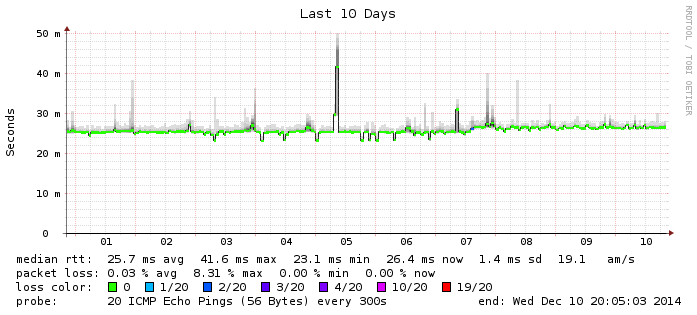 Last 10 Days
RRDTOOL / TOBI OETIKER
Seconds
50 m
40 m
30 m
20 m
10 m
0
01 02 03 04 05 06 07 08 09 10
median rtt: 25.7 ms avg 41.6 ms max 23.1 ms min 26.4 ms now 1.4 ms sd 19.1 am/s
packet loss: 0.03 % avg 8.31 % max 0.00 % min 0.00 % now
loss color: 0 1/20 2/20 3/20 4/20 10/20 19/20
probe: 20 ICMP Echo Pings (56 Bytes) every 300s end: Wed Dec 10 20:05:03 2014